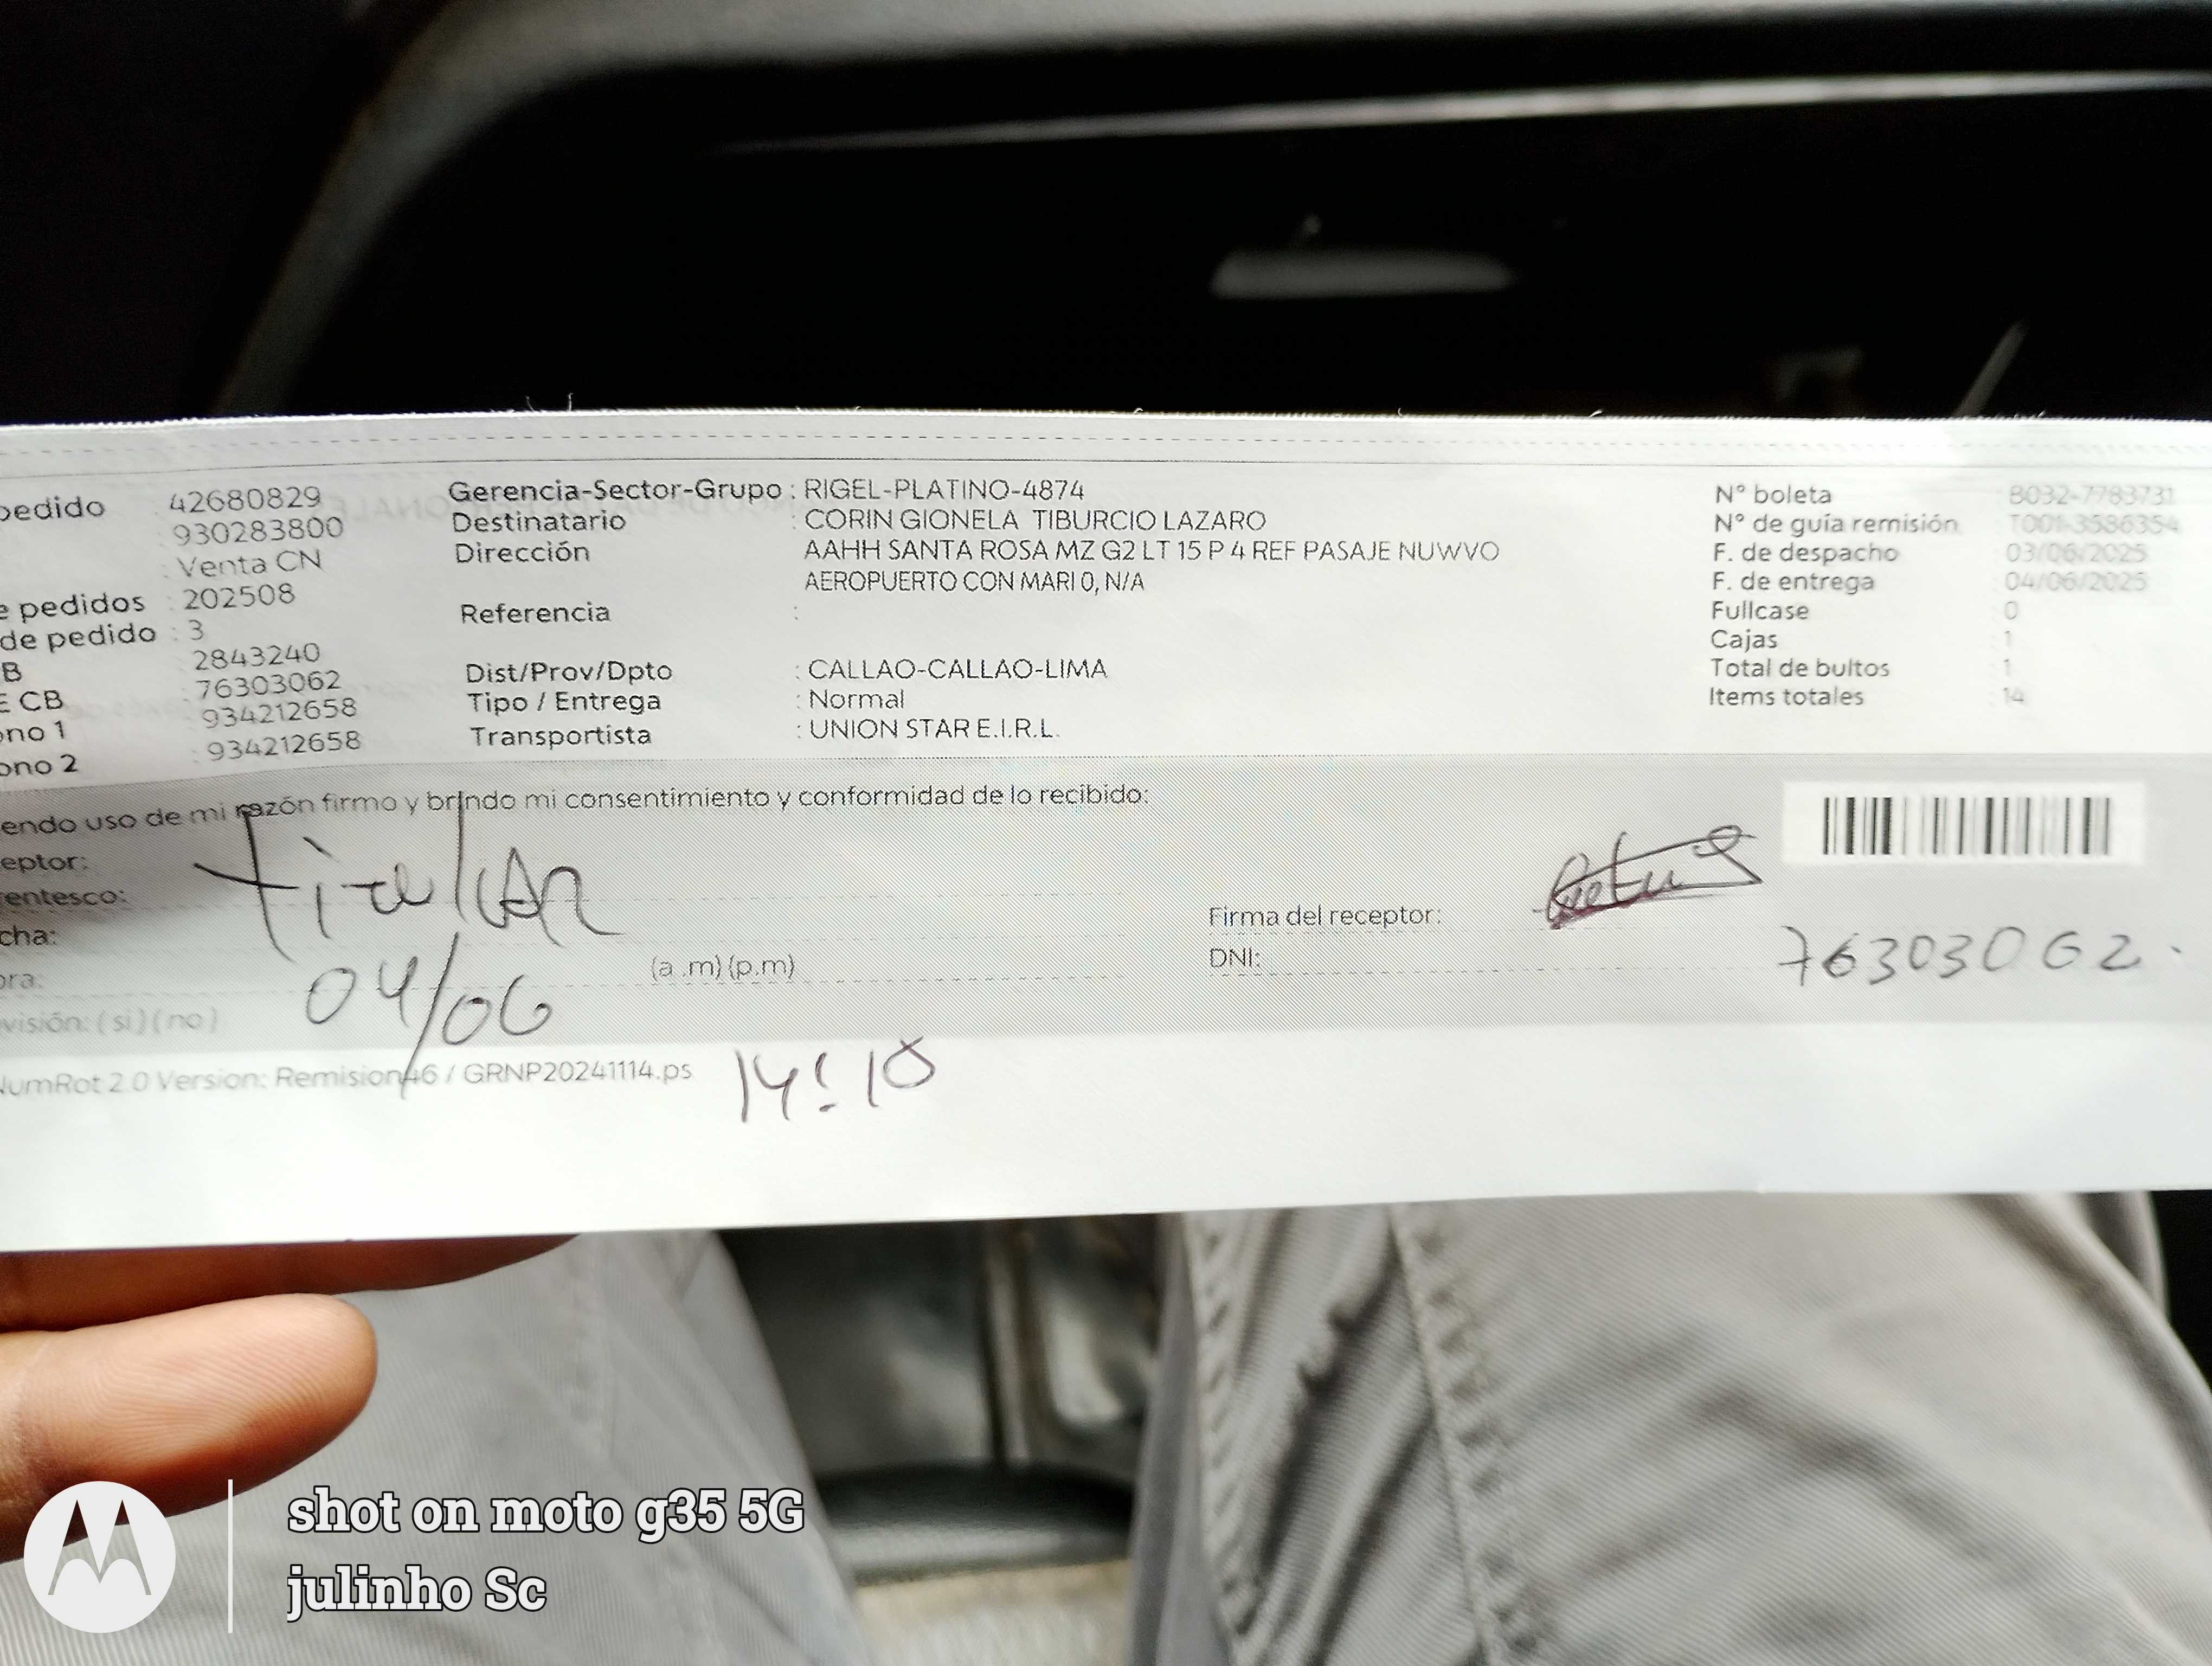 pedido : 42680829
: 930283800
: Venta CN
e pedidos : 202508
de pedido : 3
B : 2843240
E CB : 76303062
ono 1 : 934212658
ono 2 : 934212658
Gerencia-Sector-Grupo : RIGEL-PLATINO-4874
Destinatario : CORIN GIONELA TIBURCIO LAZARO
Dirección AAHH SANTA ROSA MZ G2 LT 15 P 4 REF PASAJE NUWVO
AEROPUERTO CON MARI 0, N/A
Referencia :
Dist/Prov/Dpto : CALLAO-CALLAO-LIMA
Tipo / Entrega : Normal
Transportista : UNION STAR E.I.R.L.
N° boleta : B032-7783731
N° de guía remisión : T001-3586354
F. de despacho : 03/06/2025
F. de entrega : 04/06/2025
Fullcase : 0
Cajas : 1
Total de bultos : 1
Items totales : 14
endo uso de mi razón firmo y brindo mi consentimiento y conformidad de lo recibido:
eptor:
rentesco: titular
cha: 04/06
ora: (a .m) (p.m)
visión: ( si ) ( no )
14:10
Firma del receptor:
DNI: 76303062.
NumRot 2.0 Version: Remision46 / GRNP20241114.ps
shot on moto g35 5G
julinho Sc